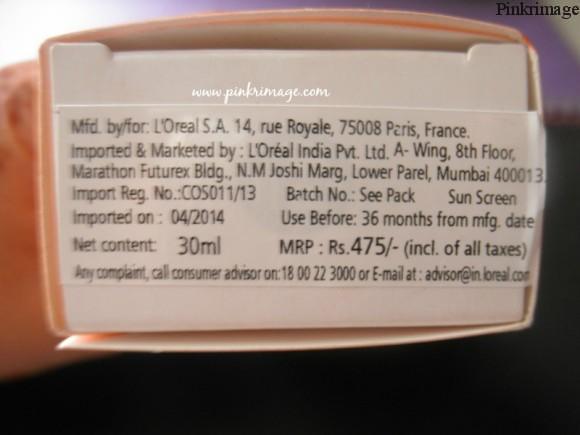 Pinkrimage
www.pinkrimage.com
Mfd. by/for: L'Oreal S.A. 14, rue Royale, 75008 Paris, France.
Imported & Marketed by : L'Oréal India Pvt. Ltd. A- Wing, 8th Floor,
Marathon Futurex Bldg., N.M Joshi Marg, Lower Parel, Mumbai 400013.
Import Reg. No.:COS011/13 Batch No.: See Pack Sun Screen
Imported on : 04/2014 Use Before: 36 months from mfg. date
Net content: 30ml MRP : Rs.475/- (incl. of all taxes)
Any complaint, call consumer advisor on:18 00 22 3000 or E-mail at : advisor@in.loreal.com